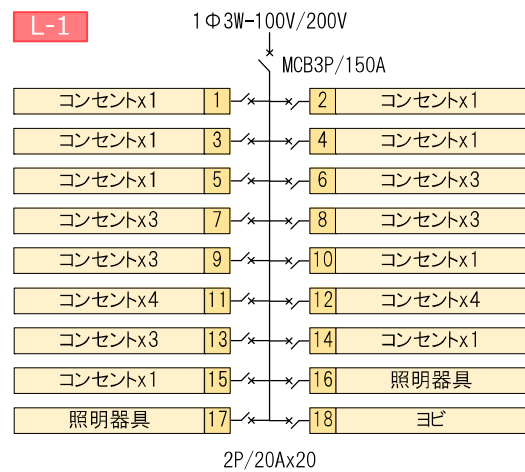 L-1
1Φ3W-100V/200V
MCB3P/150A
コンセントx1 1 2 コンセントx1
コンセントx1 3 4 コンセントx1
コンセントx1 5 6 コンセントx3
コンセントx3 7 8 コンセントx3
コンセントx3 9 10 コンセントx1
コンセントx4 11 12 コンセントx4
コンセントx3 13 14 コンセントx1
コンセントx1 15 16 照明器具
照明器具 17 18 ヨビ
2P/20Ax20